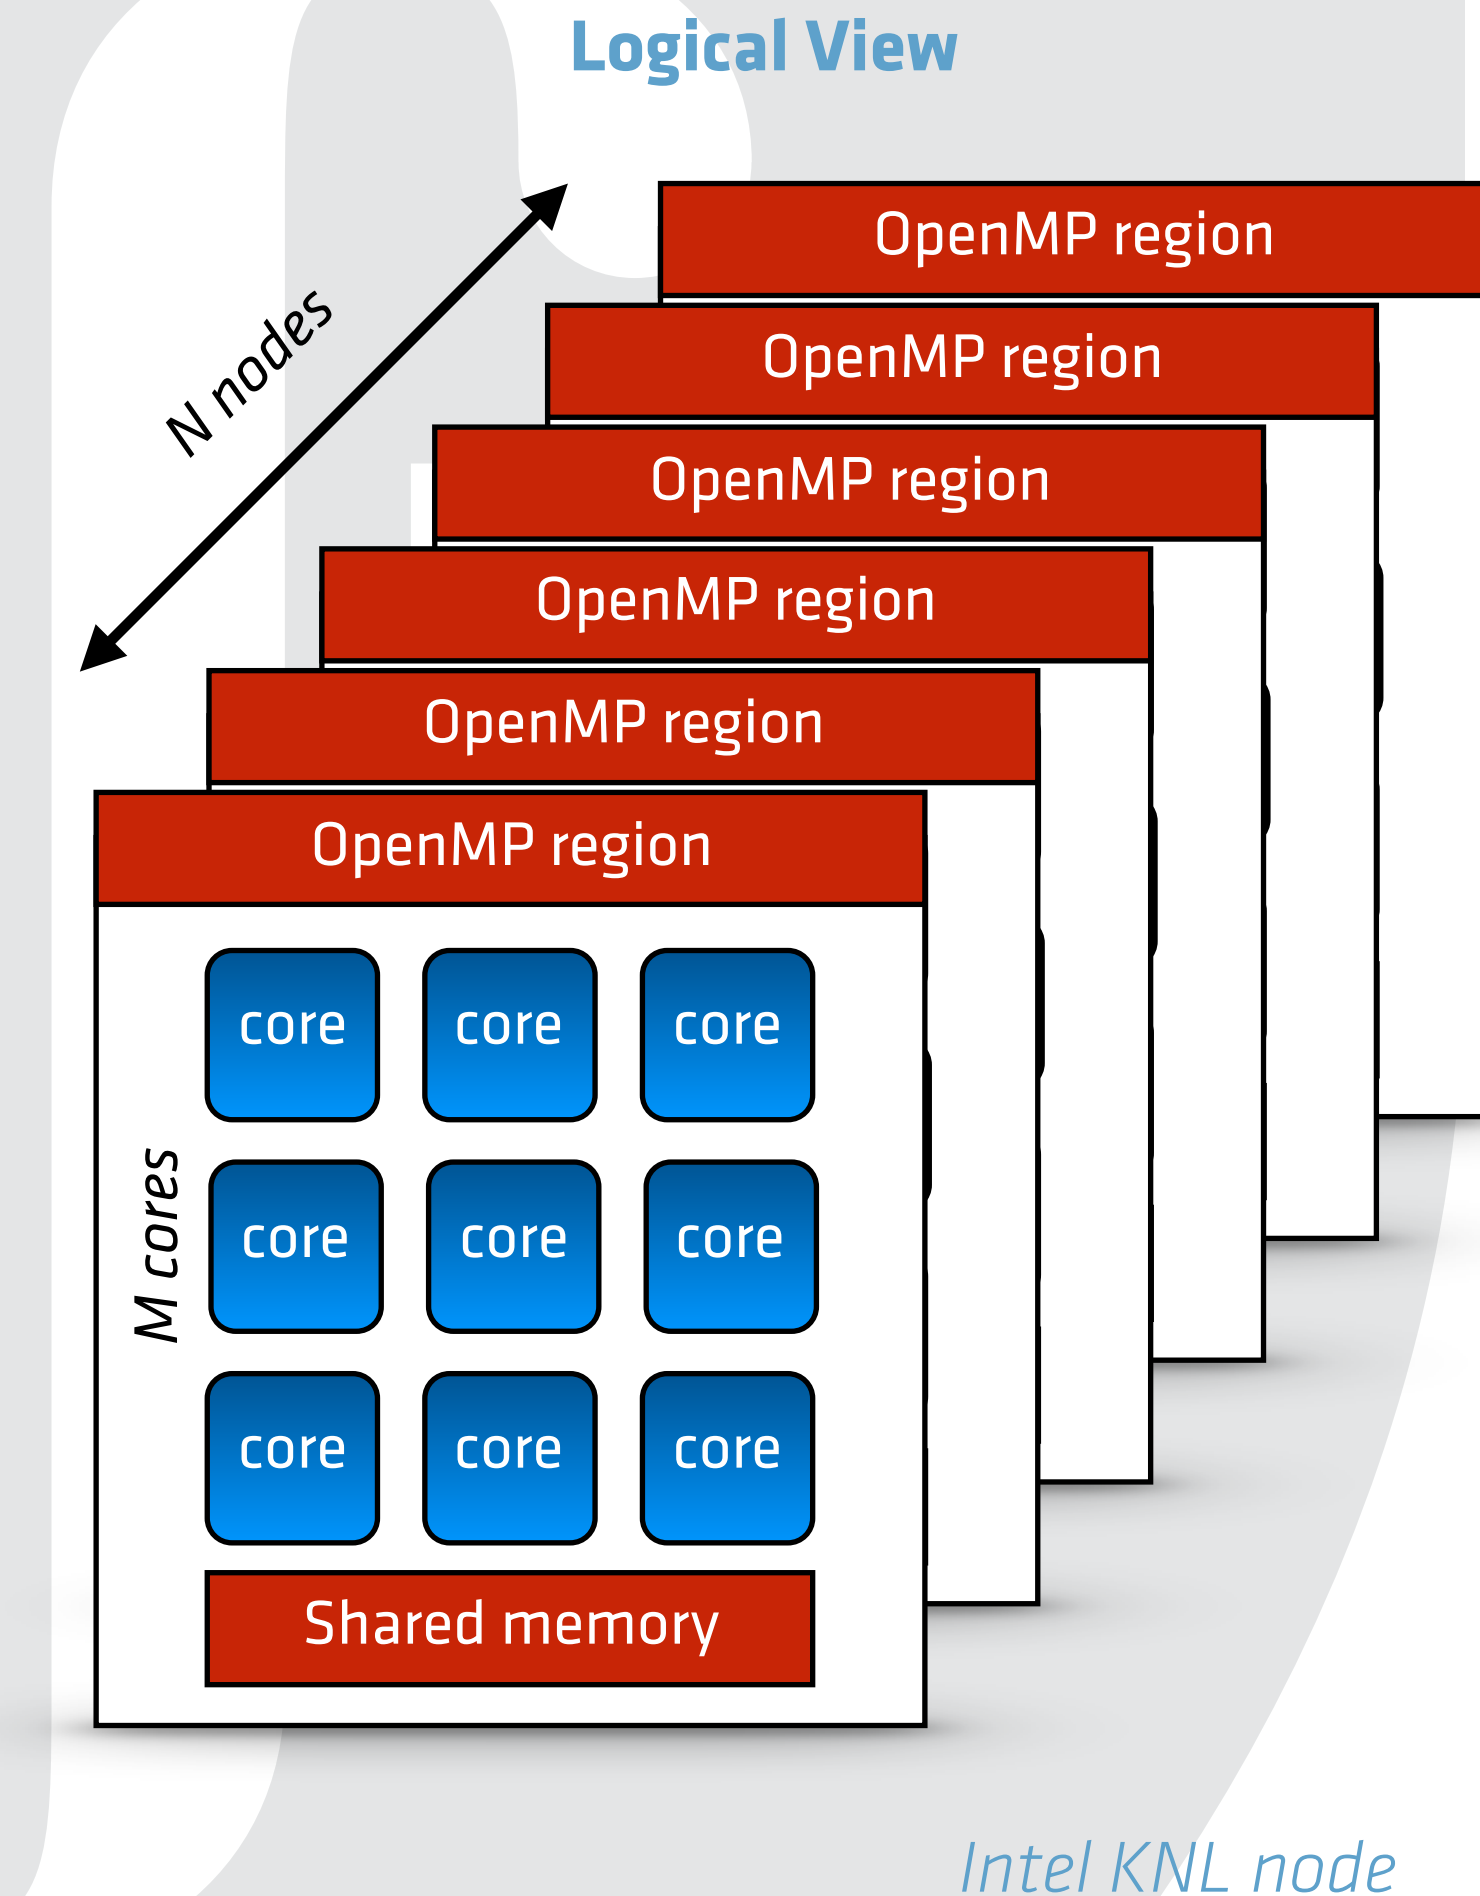 Logical View
OpenMP region
OpenMP region
N nodes
OpenMP region
OpenMP region
OpenMP region
OpenMP region
core core core
M cores
core core core
core core core
Shared memory
Intel KNL node